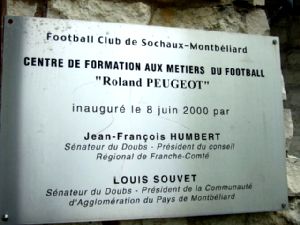 Football Club de Sochaux-Montbéliard
CENTRE DE FORMATION AUX METIERS DU FOOTBALL
"Roland PEUGEOT"
inauguré le 8 juin 2000 par
Jean-François HUMBERT
Sénateur du Doubs - Président du conseil
Régional de Franche-Comté
LOUIS SOUVET
Sénateur du Doubs - Président de la Communauté
d'Agglomération du Pays de Montbéliard